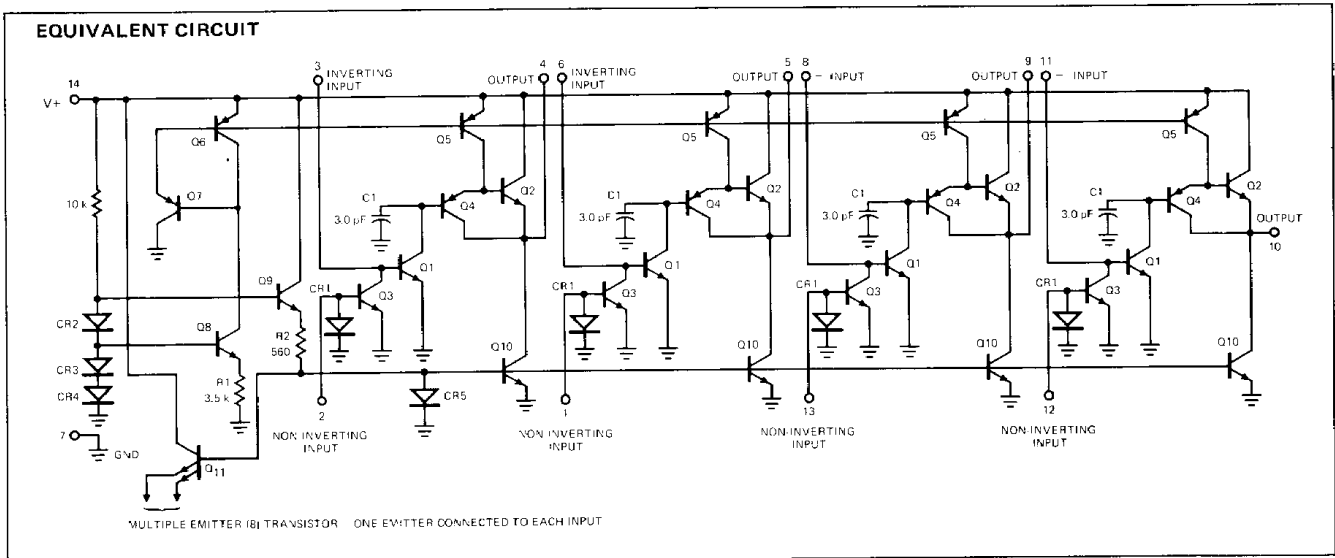 EQUIVALENT CIRCUIT
3
INVERTING
INPUT
OUTPUT
4
6
INVERTING
INPUT
OUTPUT
5
8
– INPUT
OUTPUT
9
11
– INPUT
14
V+
Q6
Q5
Q5
Q5
Q5
10 k
Q7
C1
3.0 pF
Q4
Q2
C1
3.0 pF
Q4
Q2
C1
3.0 pF
Q4
Q2
C1
3.0 pF
Q4
Q2
OUTPUT
10
Q9
CR1
Q3
Q1
CR1
Q3
Q1
CR1
Q3
Q1
CR1
Q3
Q1
CR2
Q8
R2
560
CR3
CR4
R1
3.5 k
Q10
Q10
Q10
Q10
CR5
7
GND
2
NON INVERTING
INPUT
1
NON INVERTING
INPUT
13
NON-INVERTING
INPUT
12
NON-INVERTING
INPUT
Q11
MULTIPLE EMITTER (8) TRANSISTOR ONE EMITTER CONNECTED TO EACH INPUT